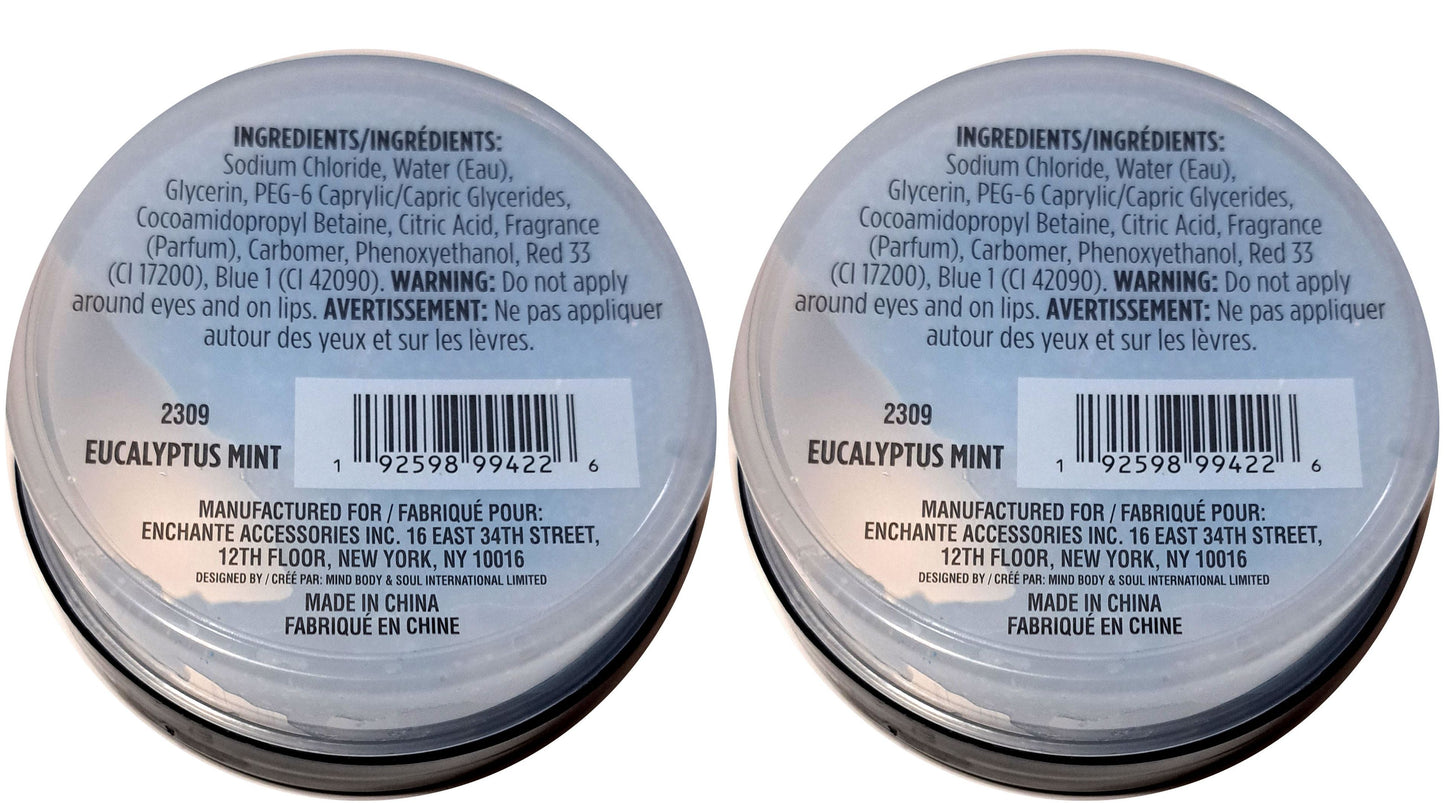 INGREDIENTS/INGRÉDIENTS:
Sodium Chloride, Water (Eau),
Glycerin, PEG-6 Caprylic/Capric Glycerides,
Cocoamidopropyl Betaine, Citric Acid, Fragrance
(Parfum), Carbomer, Phenoxyethanol, Red 33
(CI 17200), Blue 1 (CI 42090). WARNING: Do not apply
around eyes and on lips. AVERTISSEMENT: Ne pas appliquer
autour des yeux et sur les lèvres.
2309
EUCALYPTUS MINT
1 92598 99422 6
MANUFACTURED FOR / FABRIQUÉ POUR:
ENCHANTE ACCESSORIES INC. 16 EAST 34TH STREET,
12TH FLOOR, NEW YORK, NY 10016
DESIGNED BY / CRÉÉ PAR: MIND BODY & SOUL INTERNATIONAL LIMITED
MADE IN CHINA
FABRIQUÉ EN CHINE
INGREDIENTS/INGRÉDIENTS:
Sodium Chloride, Water (Eau),
Glycerin, PEG-6 Caprylic/Capric Glycerides,
Cocoamidopropyl Betaine, Citric Acid, Fragrance
(Parfum), Carbomer, Phenoxyethanol, Red 33
(CI 17200), Blue 1 (CI 42090). WARNING: Do not apply
around eyes and on lips. AVERTISSEMENT: Ne pas appliquer
autour des yeux et sur les lèvres.
2309
EUCALYPTUS MINT
1 92598 99422 6
MANUFACTURED FOR / FABRIQUÉ POUR:
ENCHANTE ACCESSORIES INC. 16 EAST 34TH STREET,
12TH FLOOR, NEW YORK, NY 10016
DESIGNED BY / CRÉÉ PAR: MIND BODY & SOUL INTERNATIONAL LIMITED
MADE IN CHINA
FABRIQUÉ EN CHINE